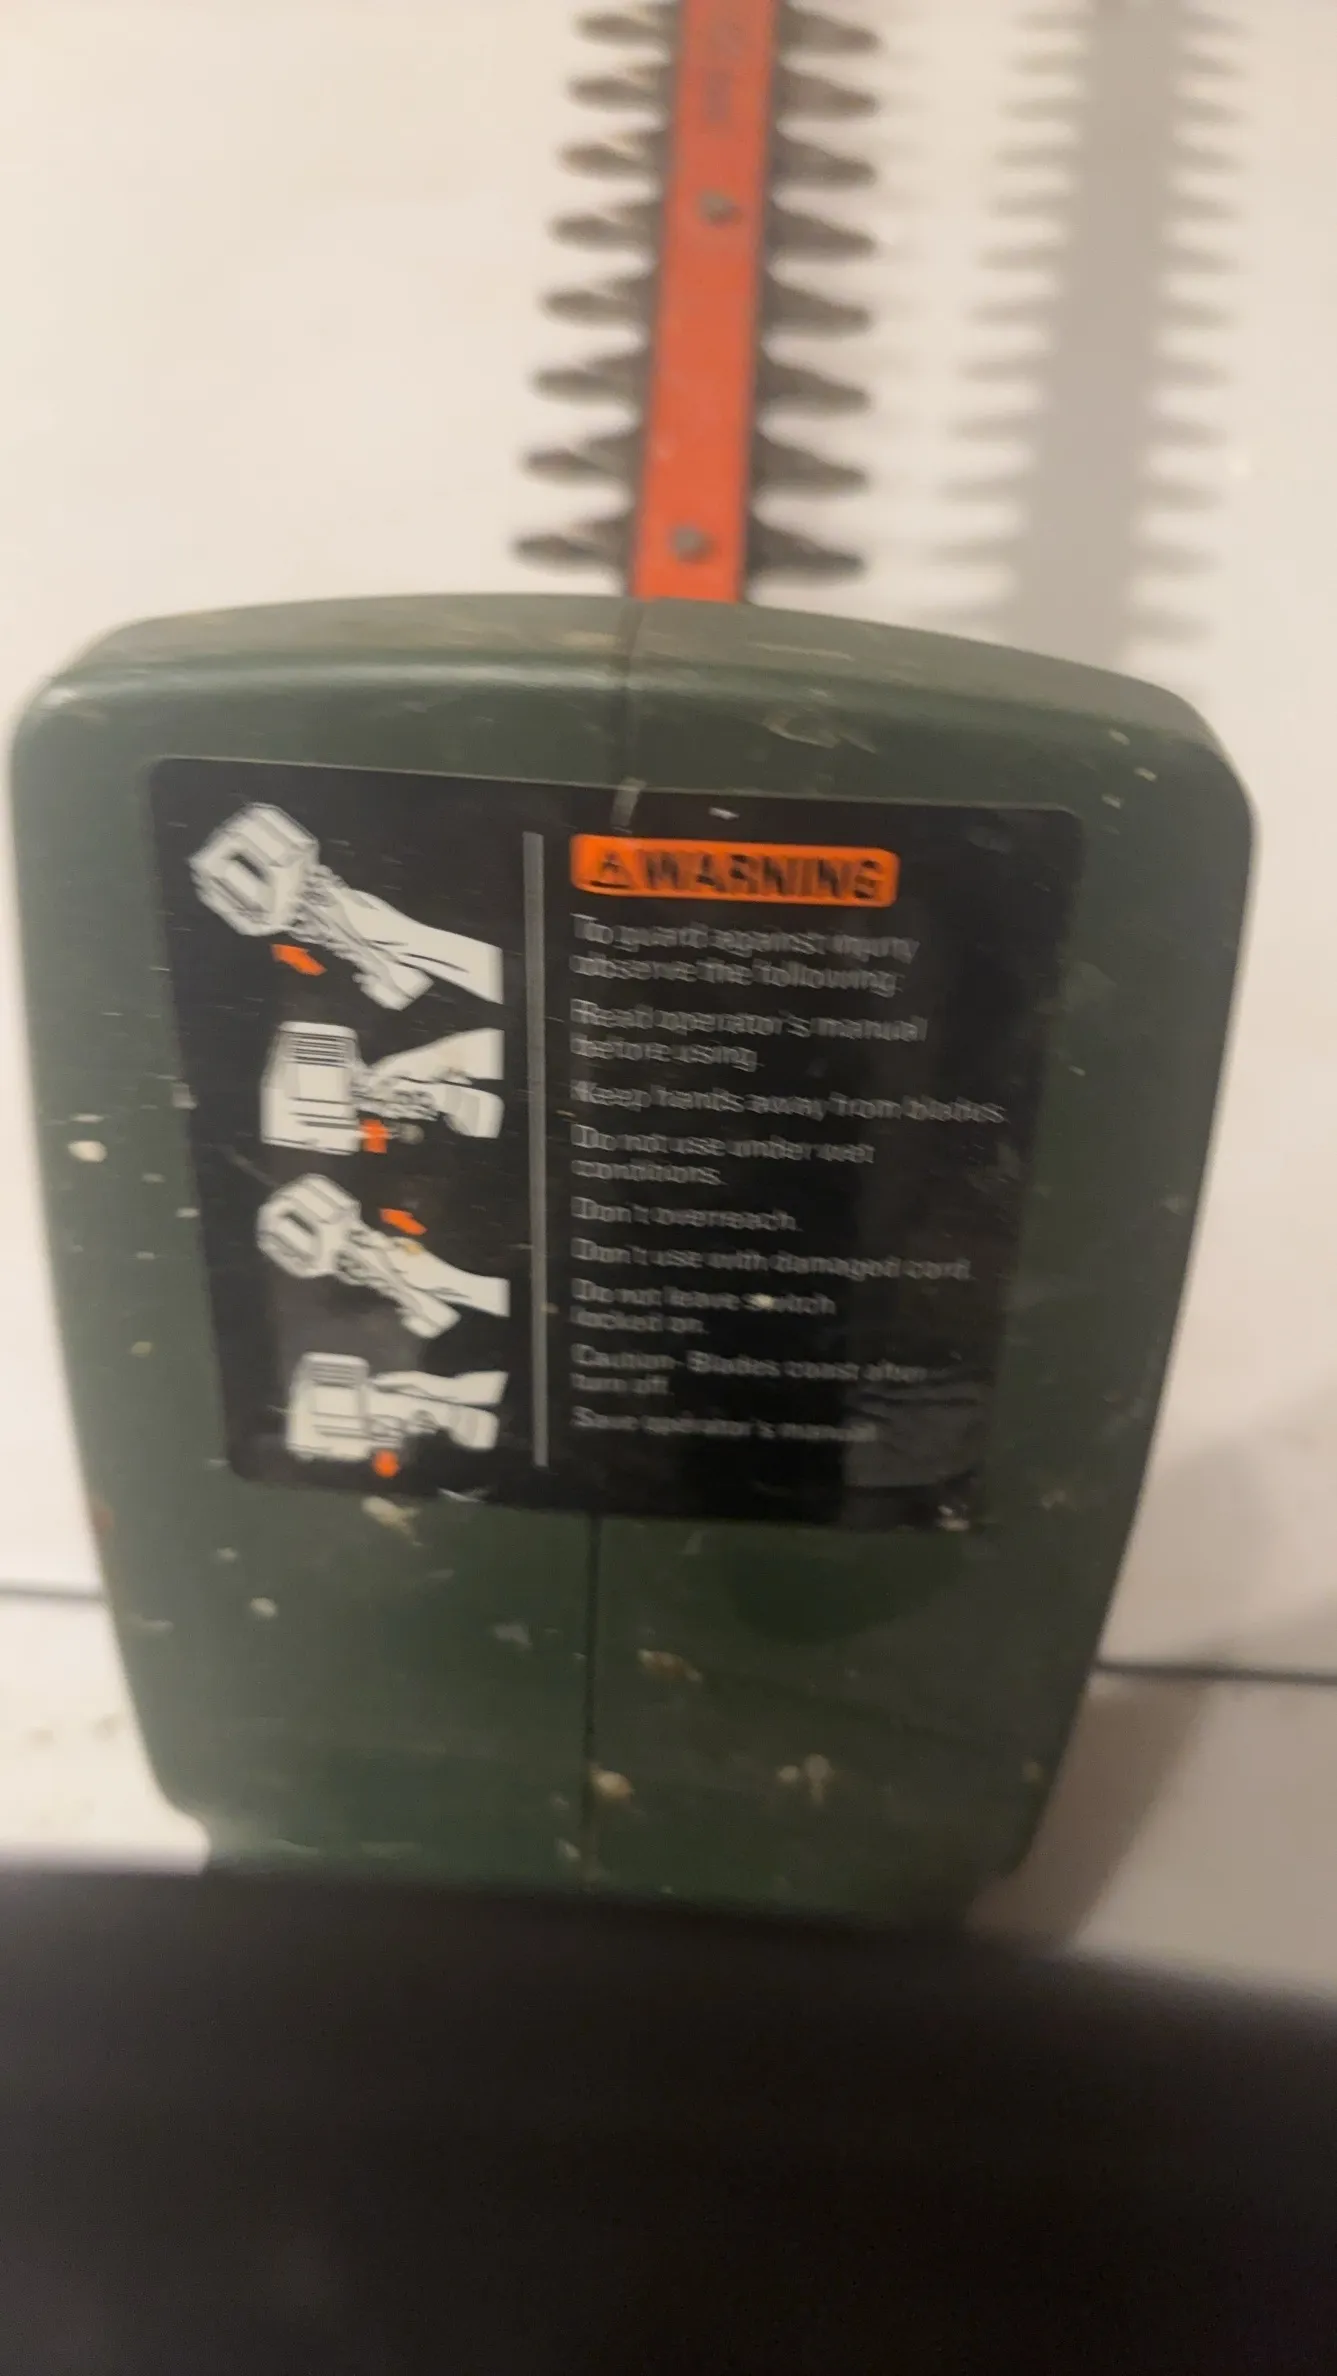 WARNING
To guard against injury
observe the following:
Read operator's manual
before using.
Keep hands away from blades.
Do not use under wet
conditions.
Don't overreach.
Don't use with damaged cord.
Do not leave switch
locked on.
Caution- Blades coast after
turn off.
Save operator's manual.